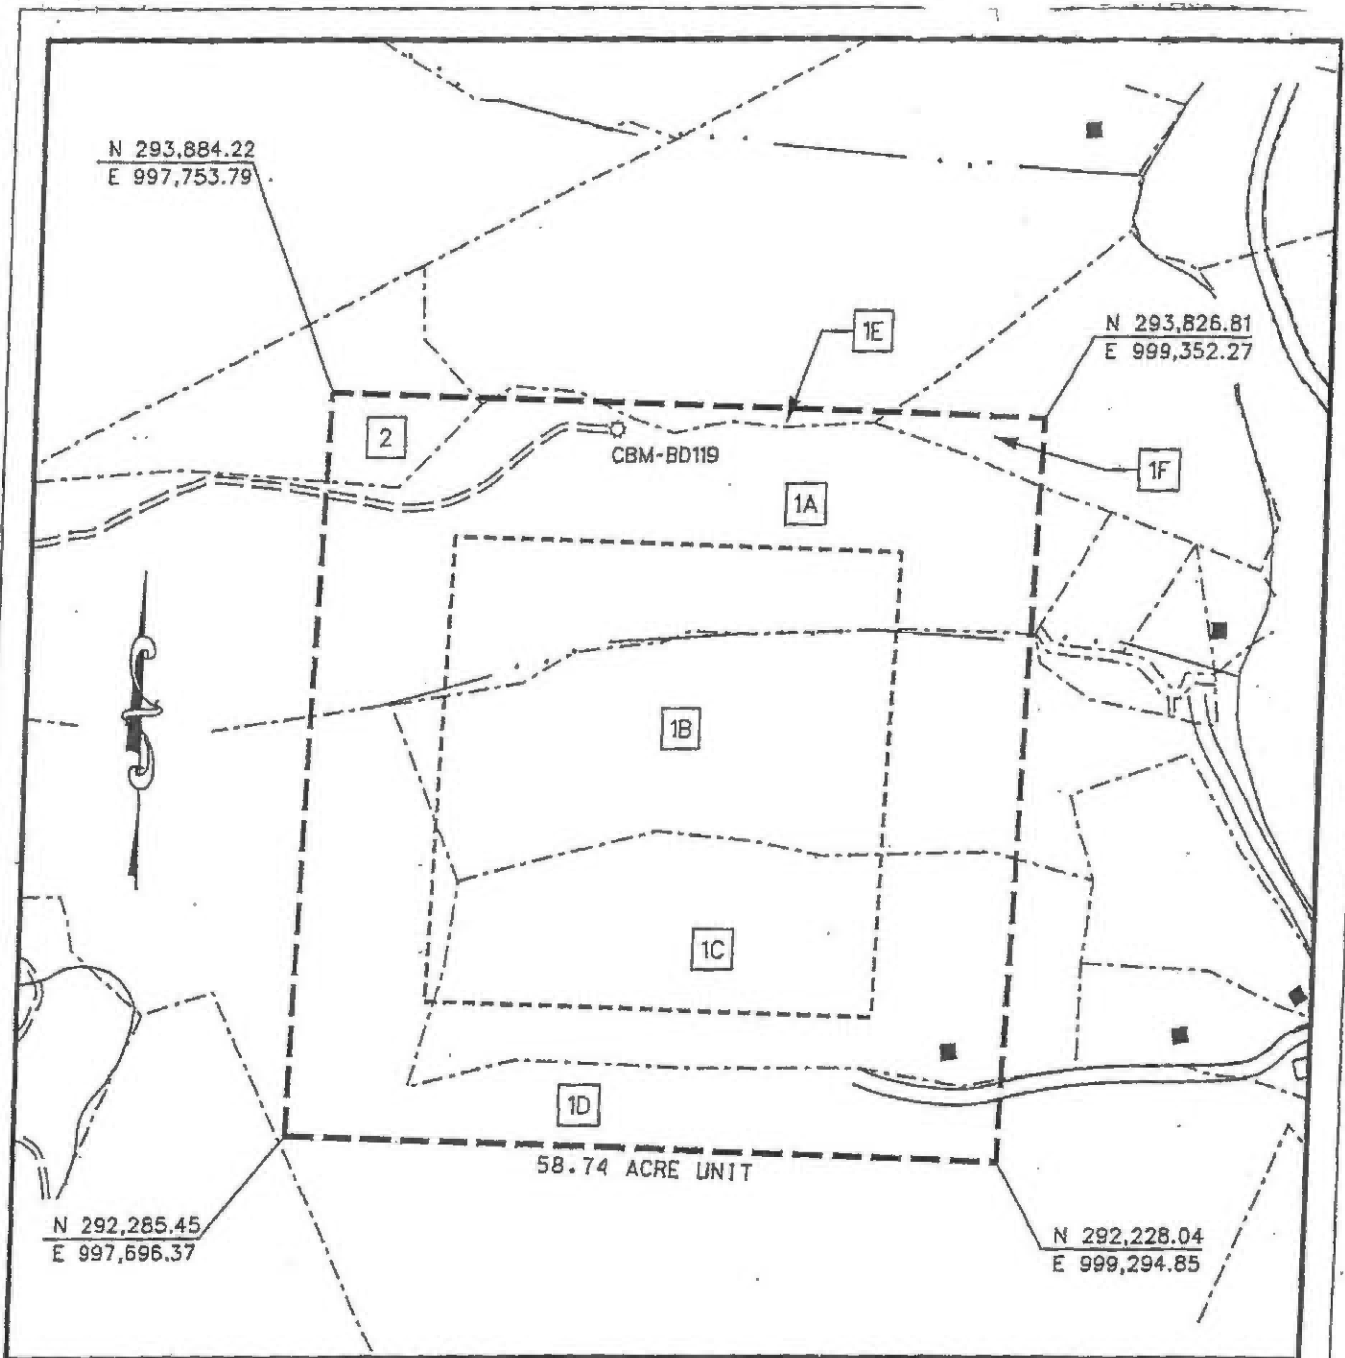 N 293,884.22
E 997,753.79
N 293,826.81
E 999,352.27
1E
2
CBM-BD119
1F
1A
1B
1C
1D
58.74 ACRE UNIT
N 292,285.45
E 997,696.37
N 292,228.04
E 999,294.85